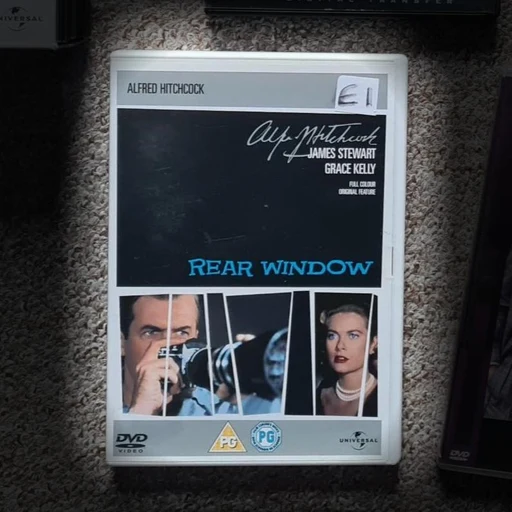 UNIVERSAL
ALFRED HITCHCOCK
E1
Alfred Hitchcock
JAMES STEWART
GRACE KELLY
FULL COLOUR
ORIGINAL FEATURE
REAR WINDOW
DVD
VIDEO
PG
PG
UNIVERSAL
DVD